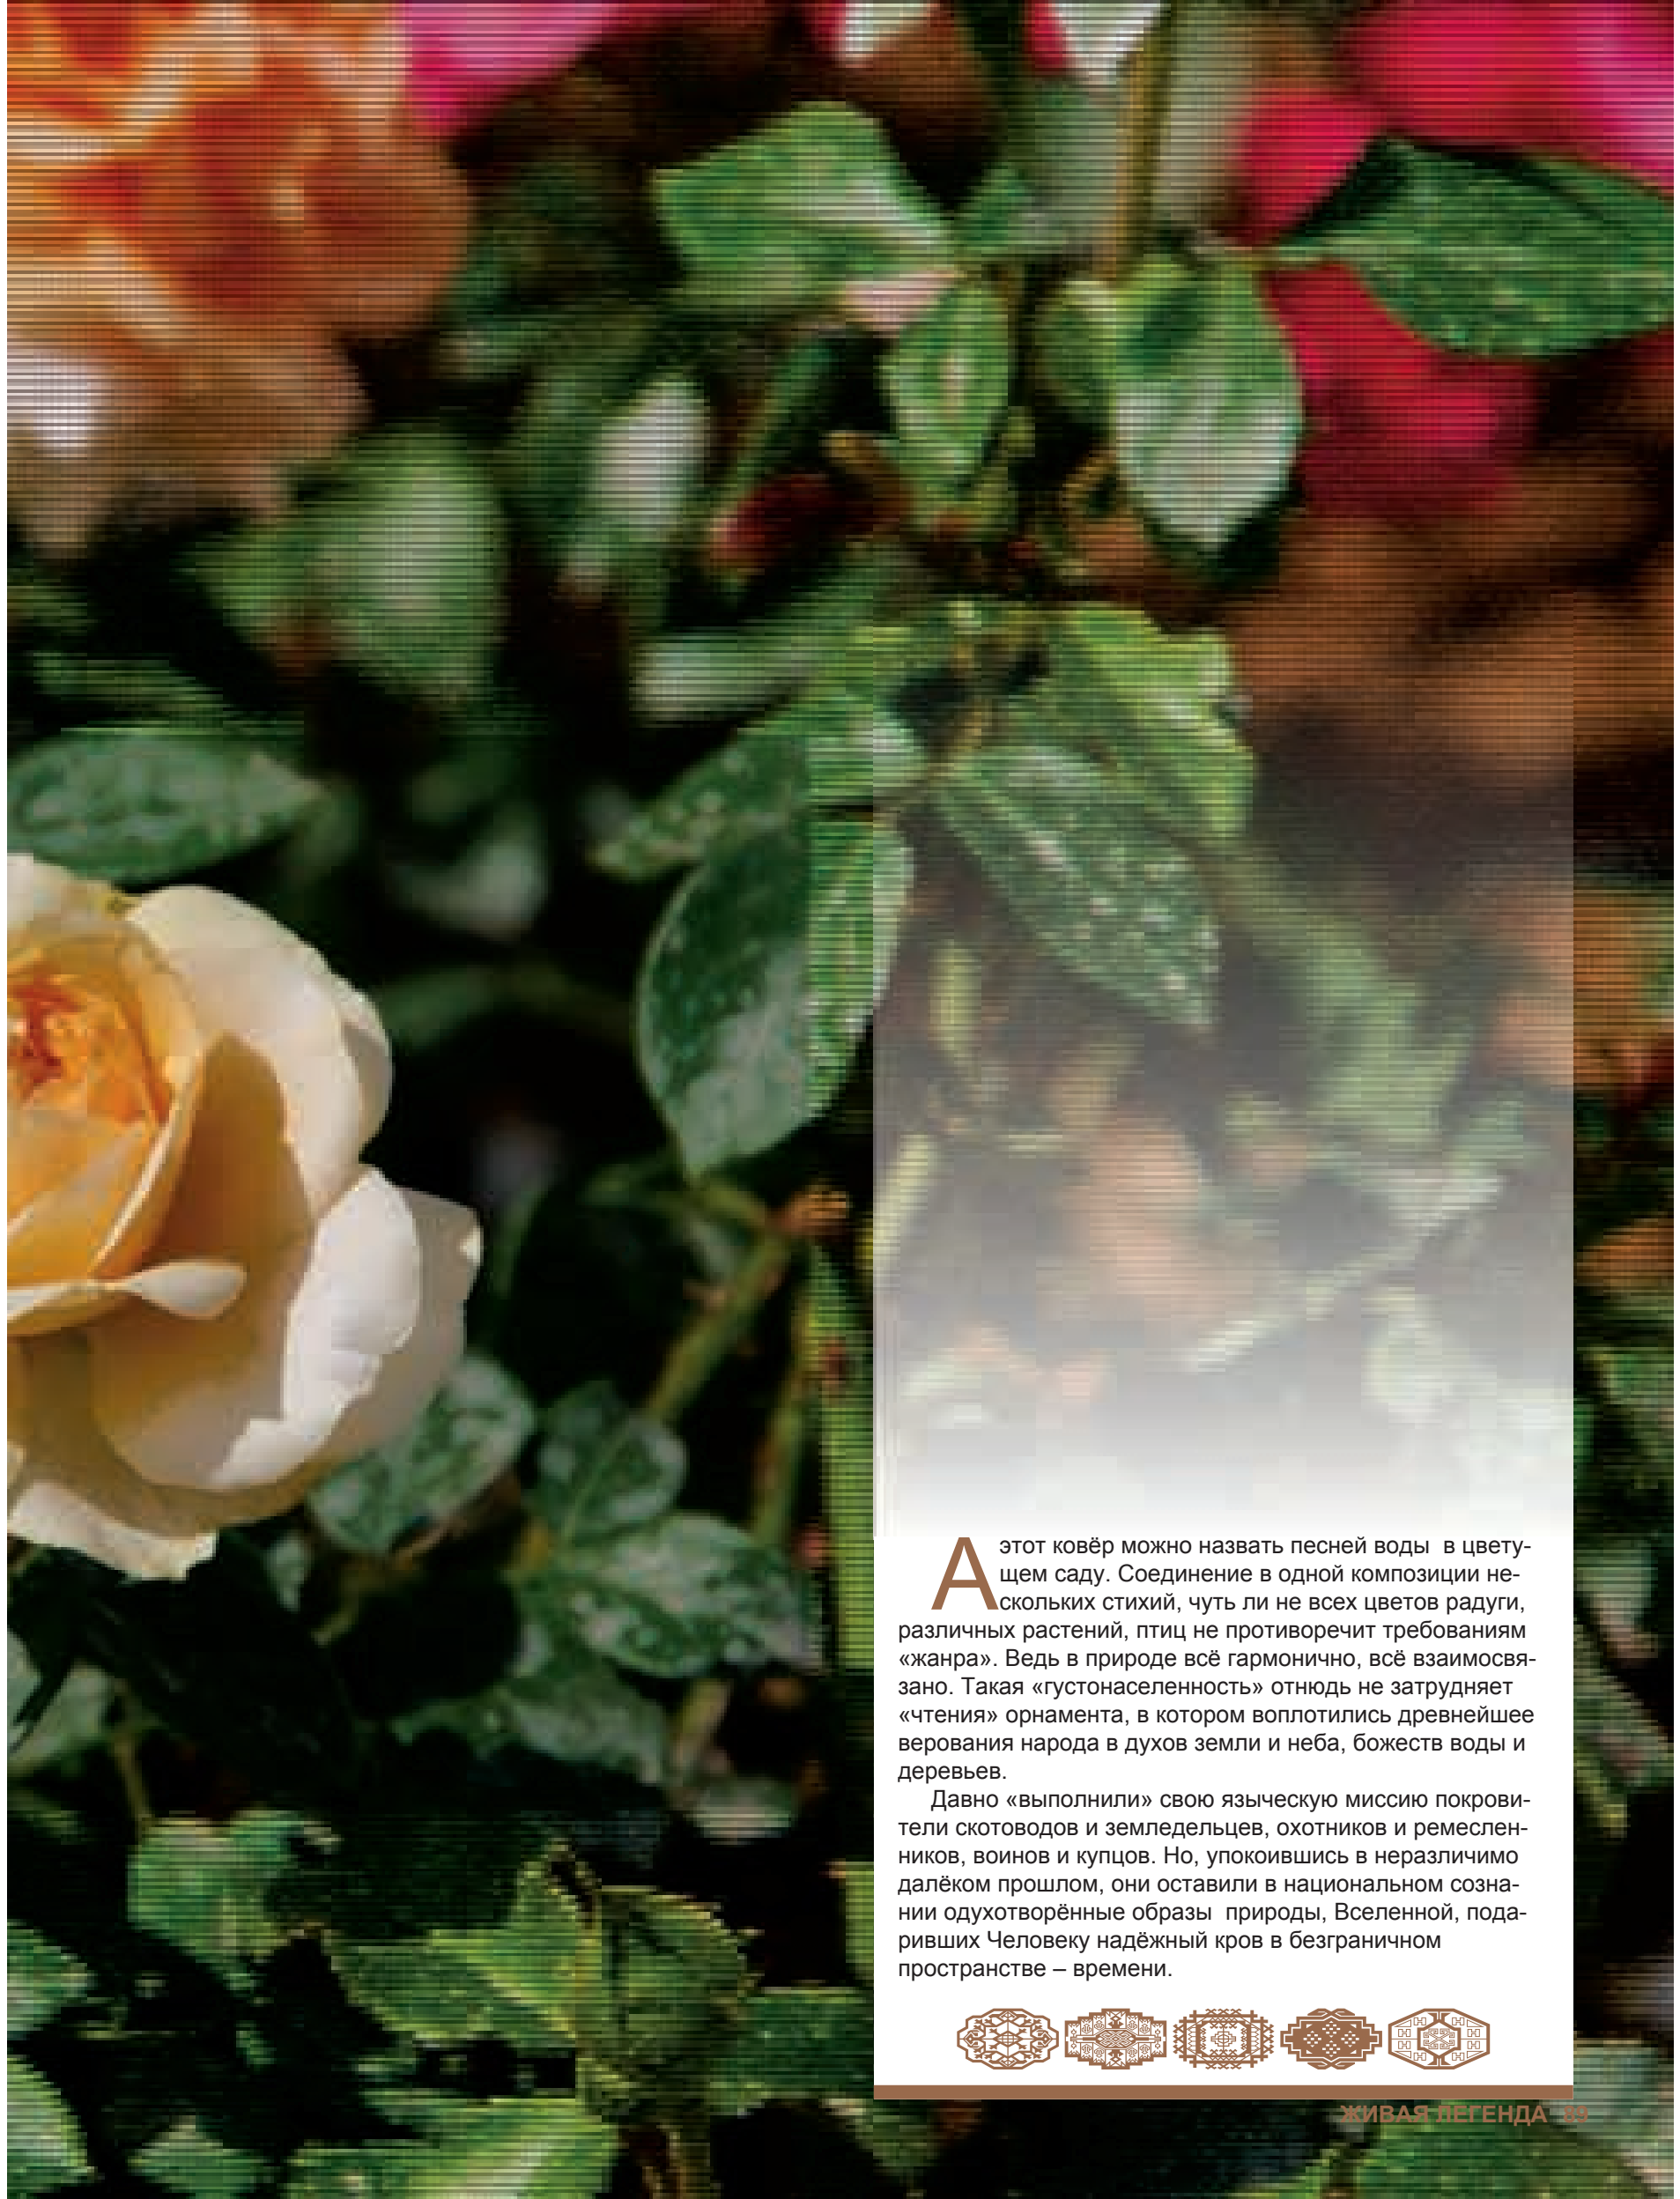 А этот ковёр можно назвать песней воды  в цвету-
щем саду. Соединение в одной композиции не-
скольких стихий, чуть ли не всех цветов радуги,
различных растений, птиц не противоречит требованиям
«жанра». Ведь в природе всё гармонично, всё взаимосвя-
зано. Такая «густонаселенность» отнюдь не затрудняет
«чтения» орнамента, в котором воплотились древнейшее
верования народа в духов земли и неба, божеств воды и
деревьев.
Давно «выполнили» свою языческую миссию покрови-
тели скотоводов и земледельцев, охотников и ремеслен-
ников, воинов и купцов. Но, упокоившись в неразличимо
далёком прошлом, они оставили в национальном созна-
нии одухотворённые образы  природы, Вселенной, пода-
ривших Человеку надёжный кров в безграничном
пространстве – времени.
ЖИВАЯ ЛЕГЕНДА